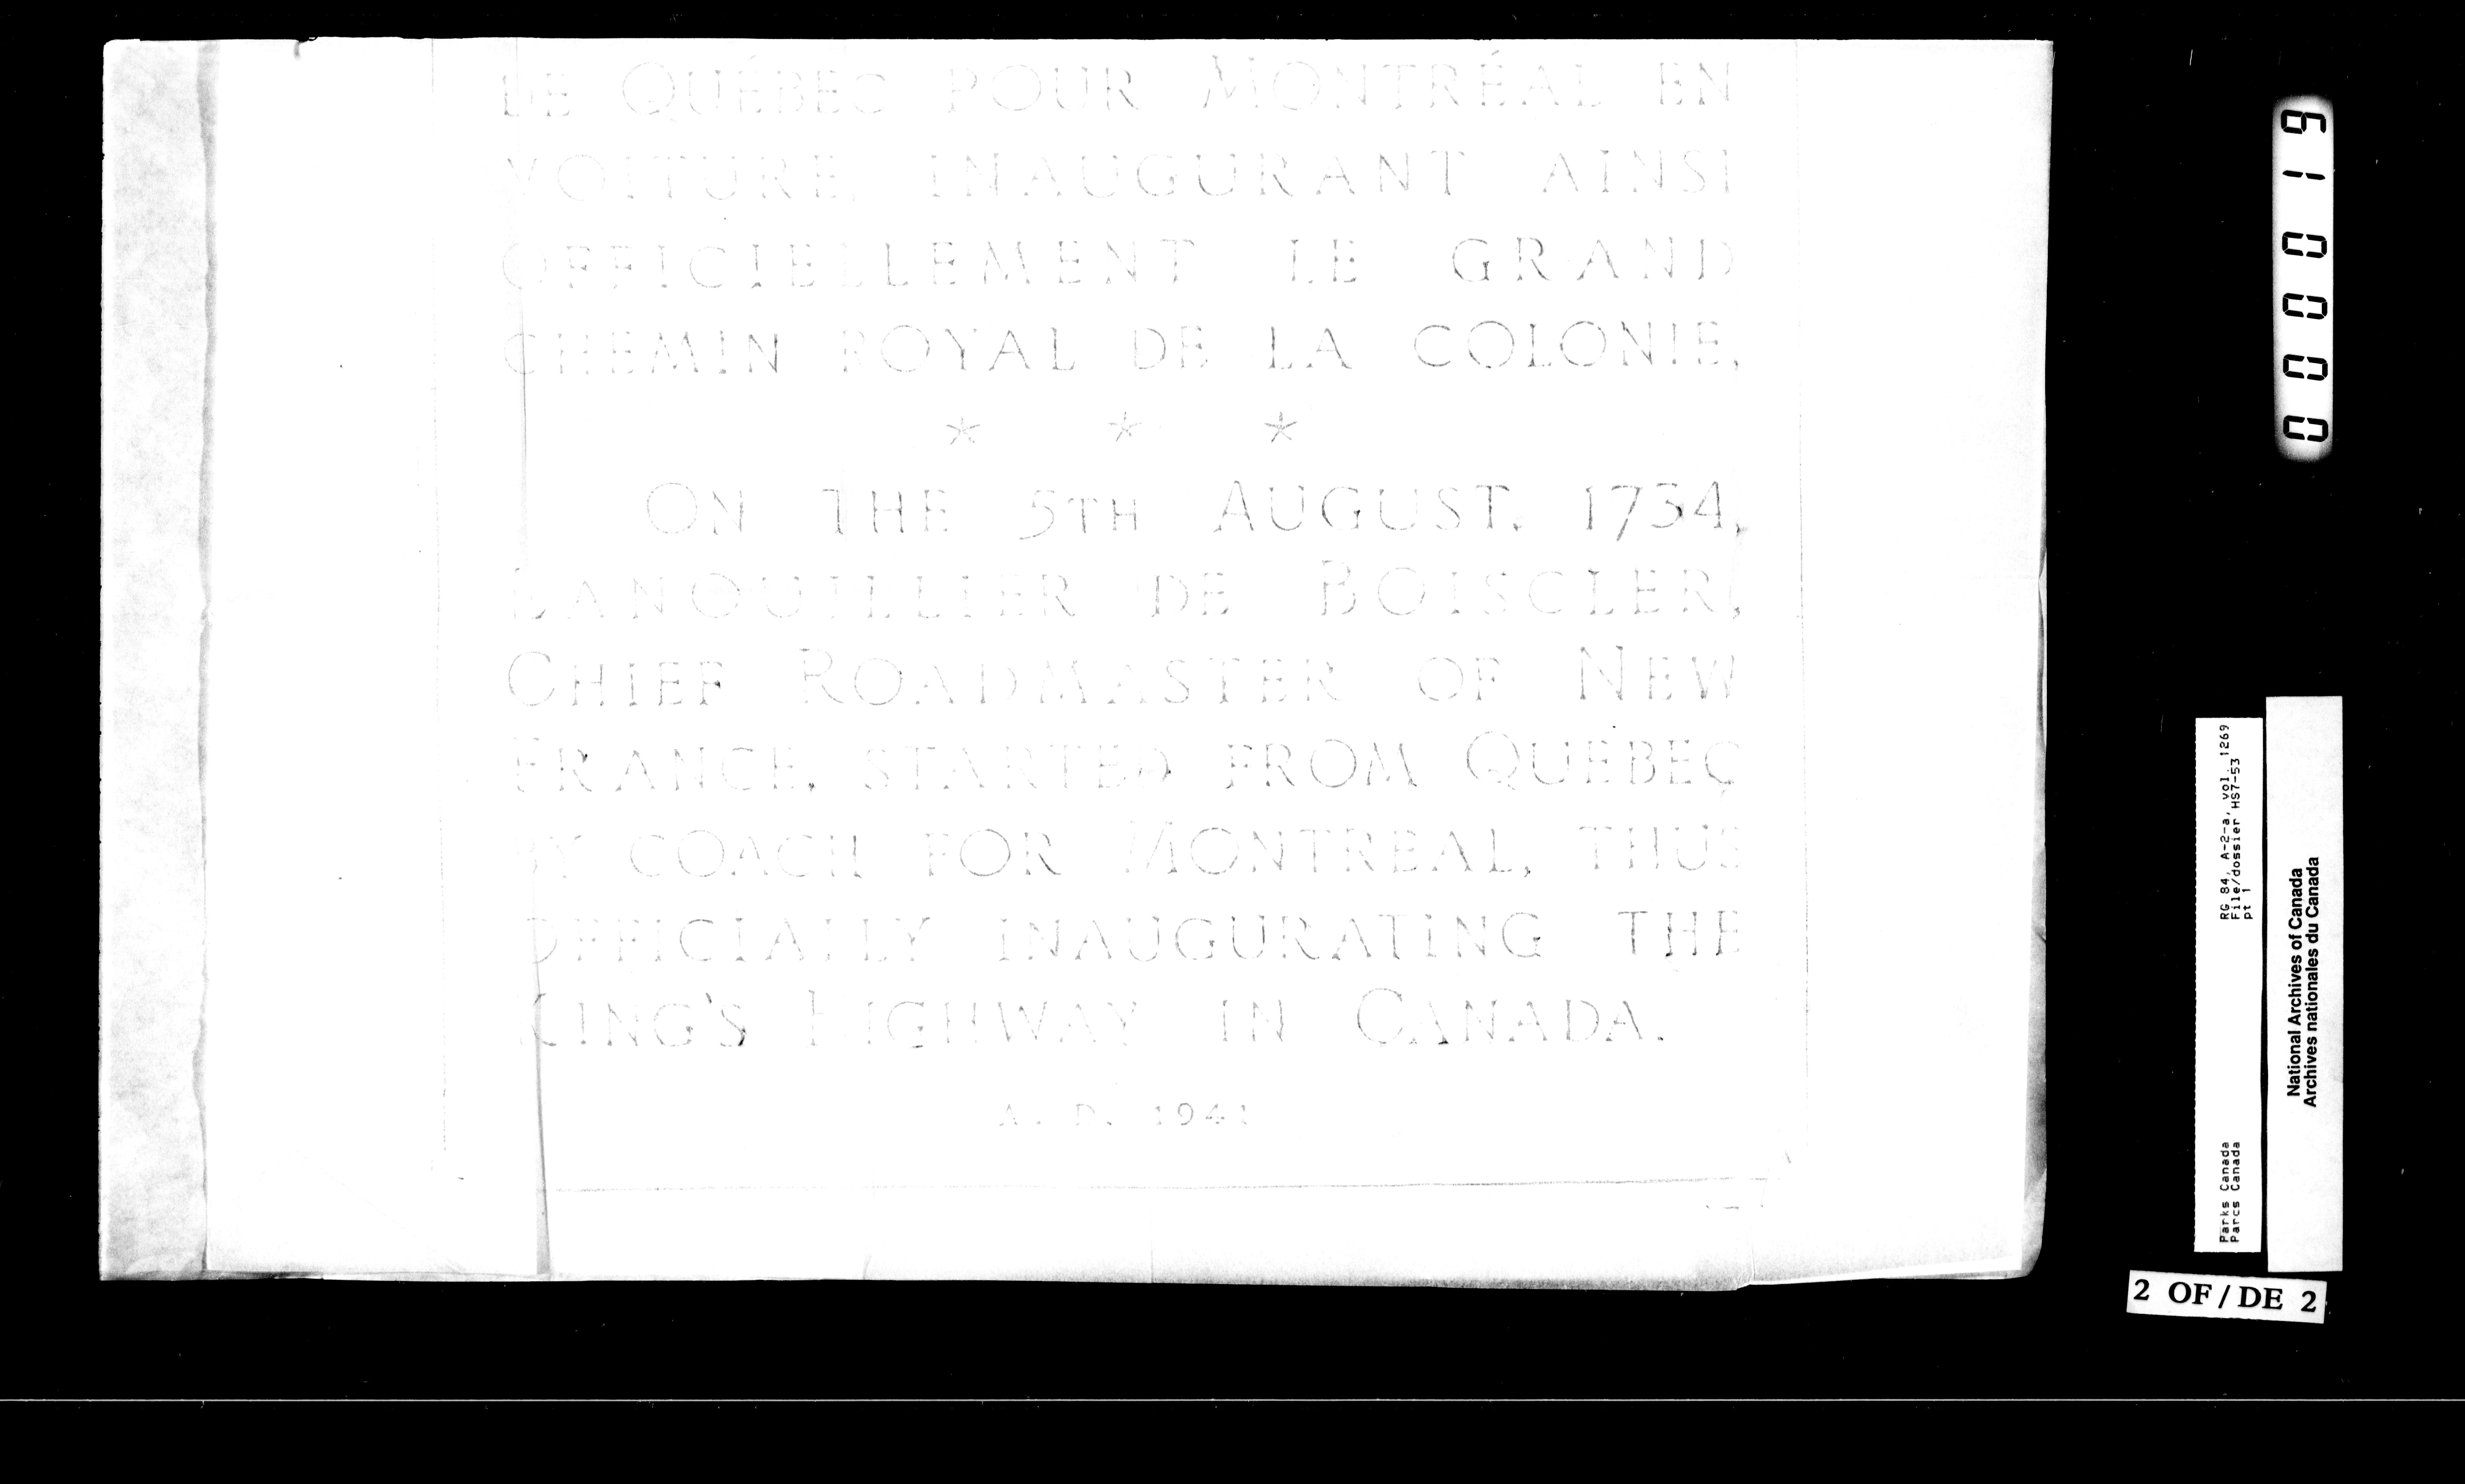 DE QUÉBEC POUR MONTRÉAL EN
VOITURE, INAUGURANT AINSI
OFFICIELLEMENT LE GRAND
CHEMIN ROYAL DE LA COLONIE.
* * *
ON THE 5TH AUGUST, 1734,
LANOUILLIER DE BOISCLER,
CHIEF ROADMASTER OF NEW
FRANCE, STARTED FROM QUEBEC
BY COACH FOR MONTREAL, THUS
OFFICIALLY INAUGURATING THE
KING'S HIGHWAY IN CANADA.
A. D. 1941
000019
RG 84, A-2-a, vol. 1269
File/dossier HS7-53
pt 1
Parks Canada
Parcs Canada
National Archives of Canada
Archives nationales du Canada
2 OF/DE 2